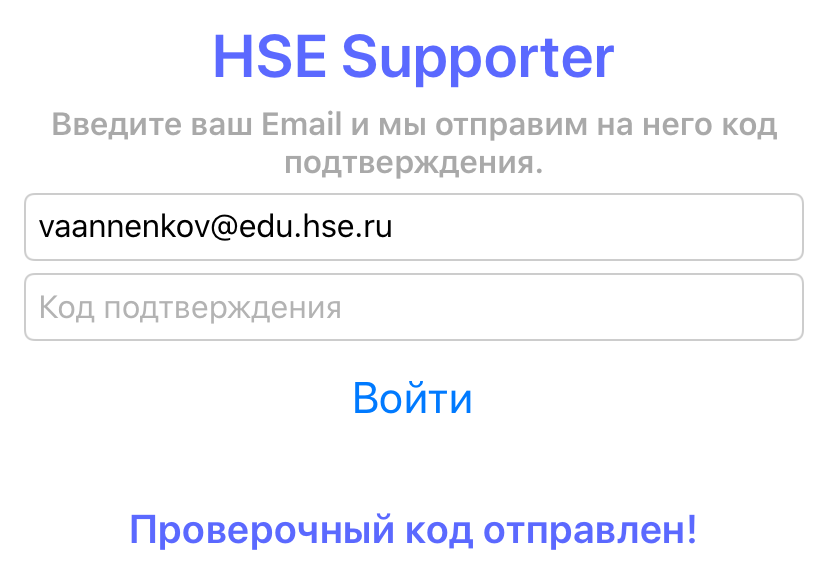 HSE Supporter
Введите ваш Email и мы отправим на него код
подтверждения.
vaannenkov@edu.hse.ru
Код подтверждения
Войти
Проверочный код отправлен!